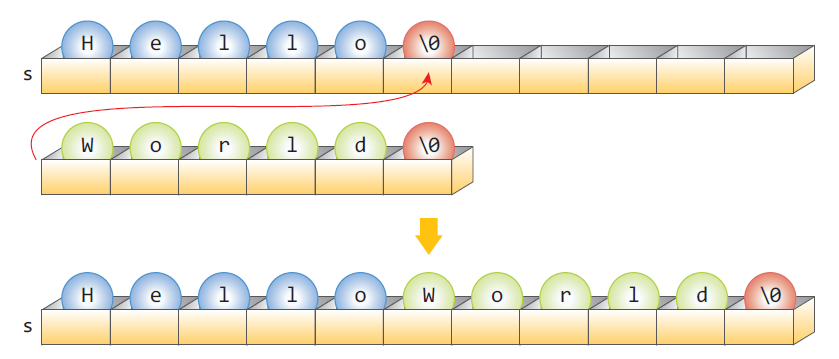 H e l l o \0
s
W o r l d \0
H e l l o W o r l d \0
s